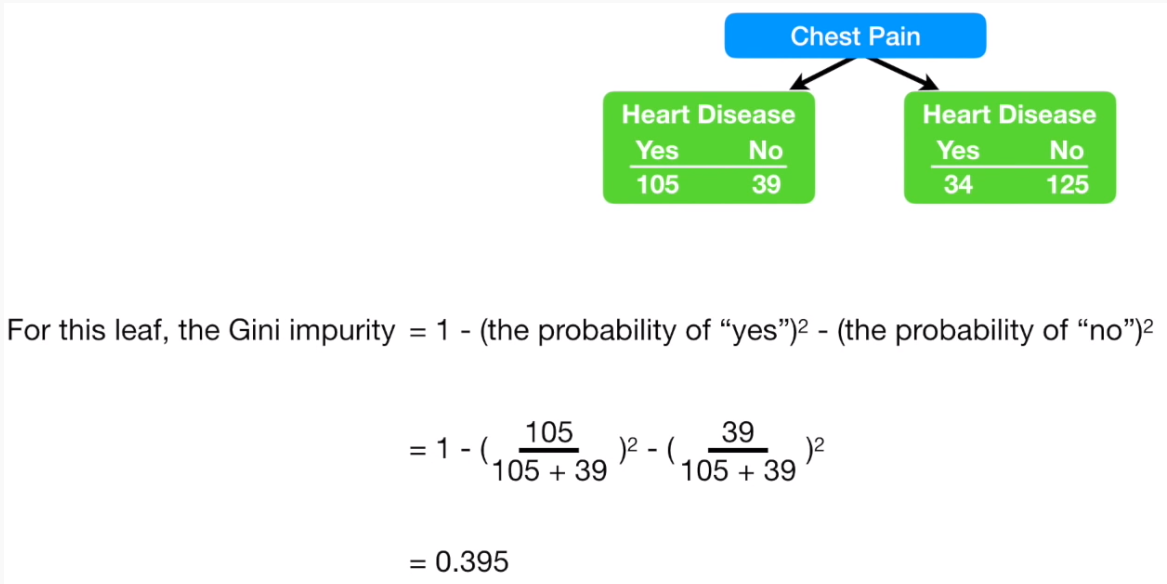 Chest Pain
Heart Disease
Yes No
105 39
Heart Disease
Yes No
34 125
For this leaf, the Gini impurity = 1 - (the probability of “yes”)² - (the probability of “no”)²
= 1 - ( 105 / 105 + 39 )² - ( 39 / 105 + 39 )²
= 0.395